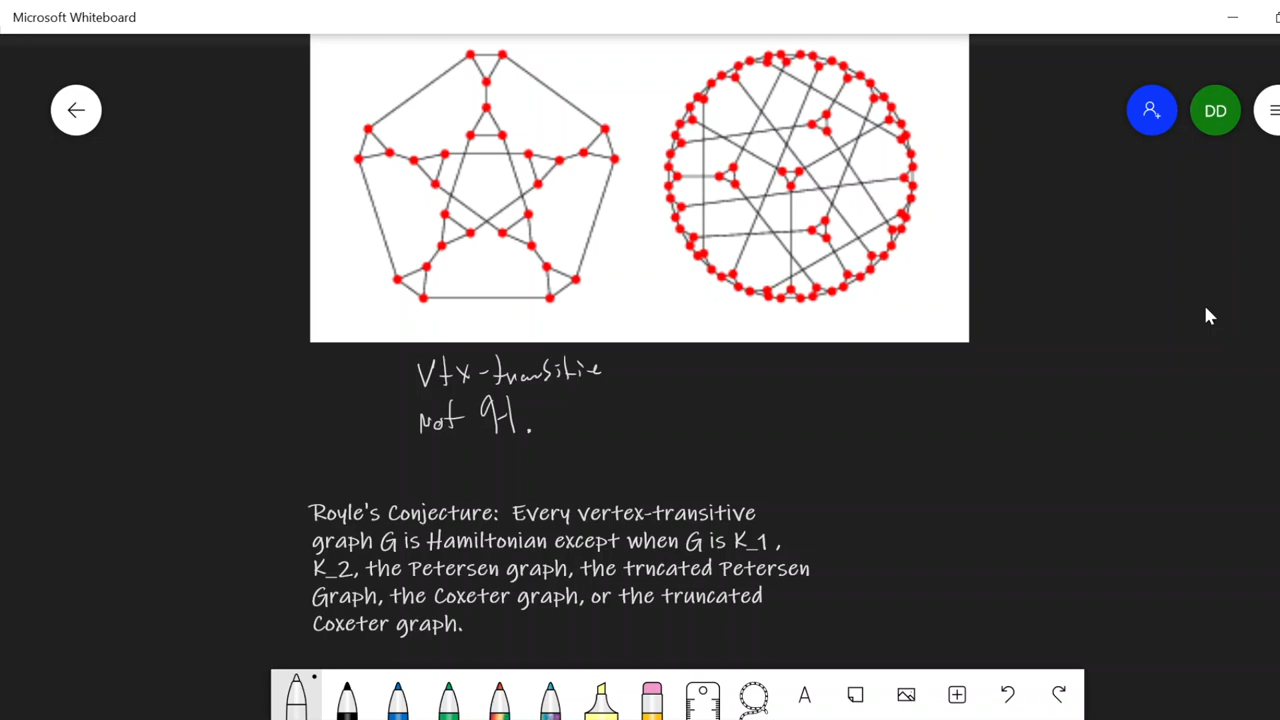 Microsoft Whiteboard
DD
Vtx-transitive
not H.
Royle's Conjecture: Every vertex-transitive
graph G is Hamiltonian except when G is K_1 ,
K_2, the Petersen graph, the trncated Petersen
Graph, the Coxeter graph, or the truncated
Coxeter graph.
A